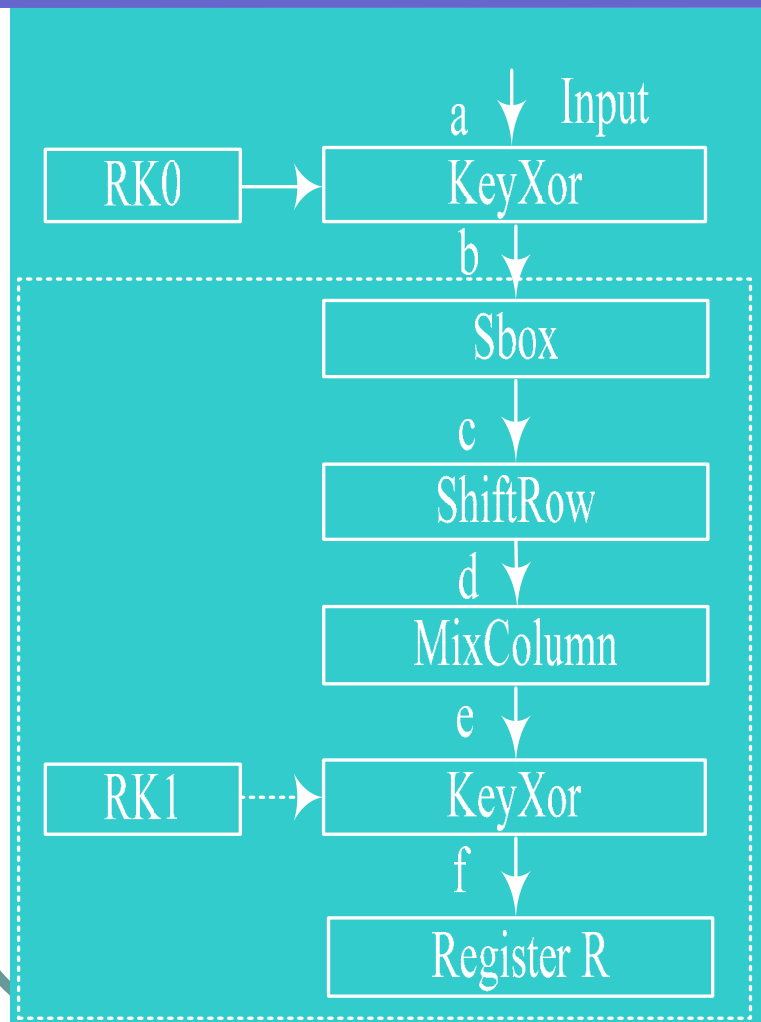 a
Input
RK0
KeyXor
b
Sbox
c
ShiftRow
d
MixColumn
e
RK1
KeyXor
f
Register R